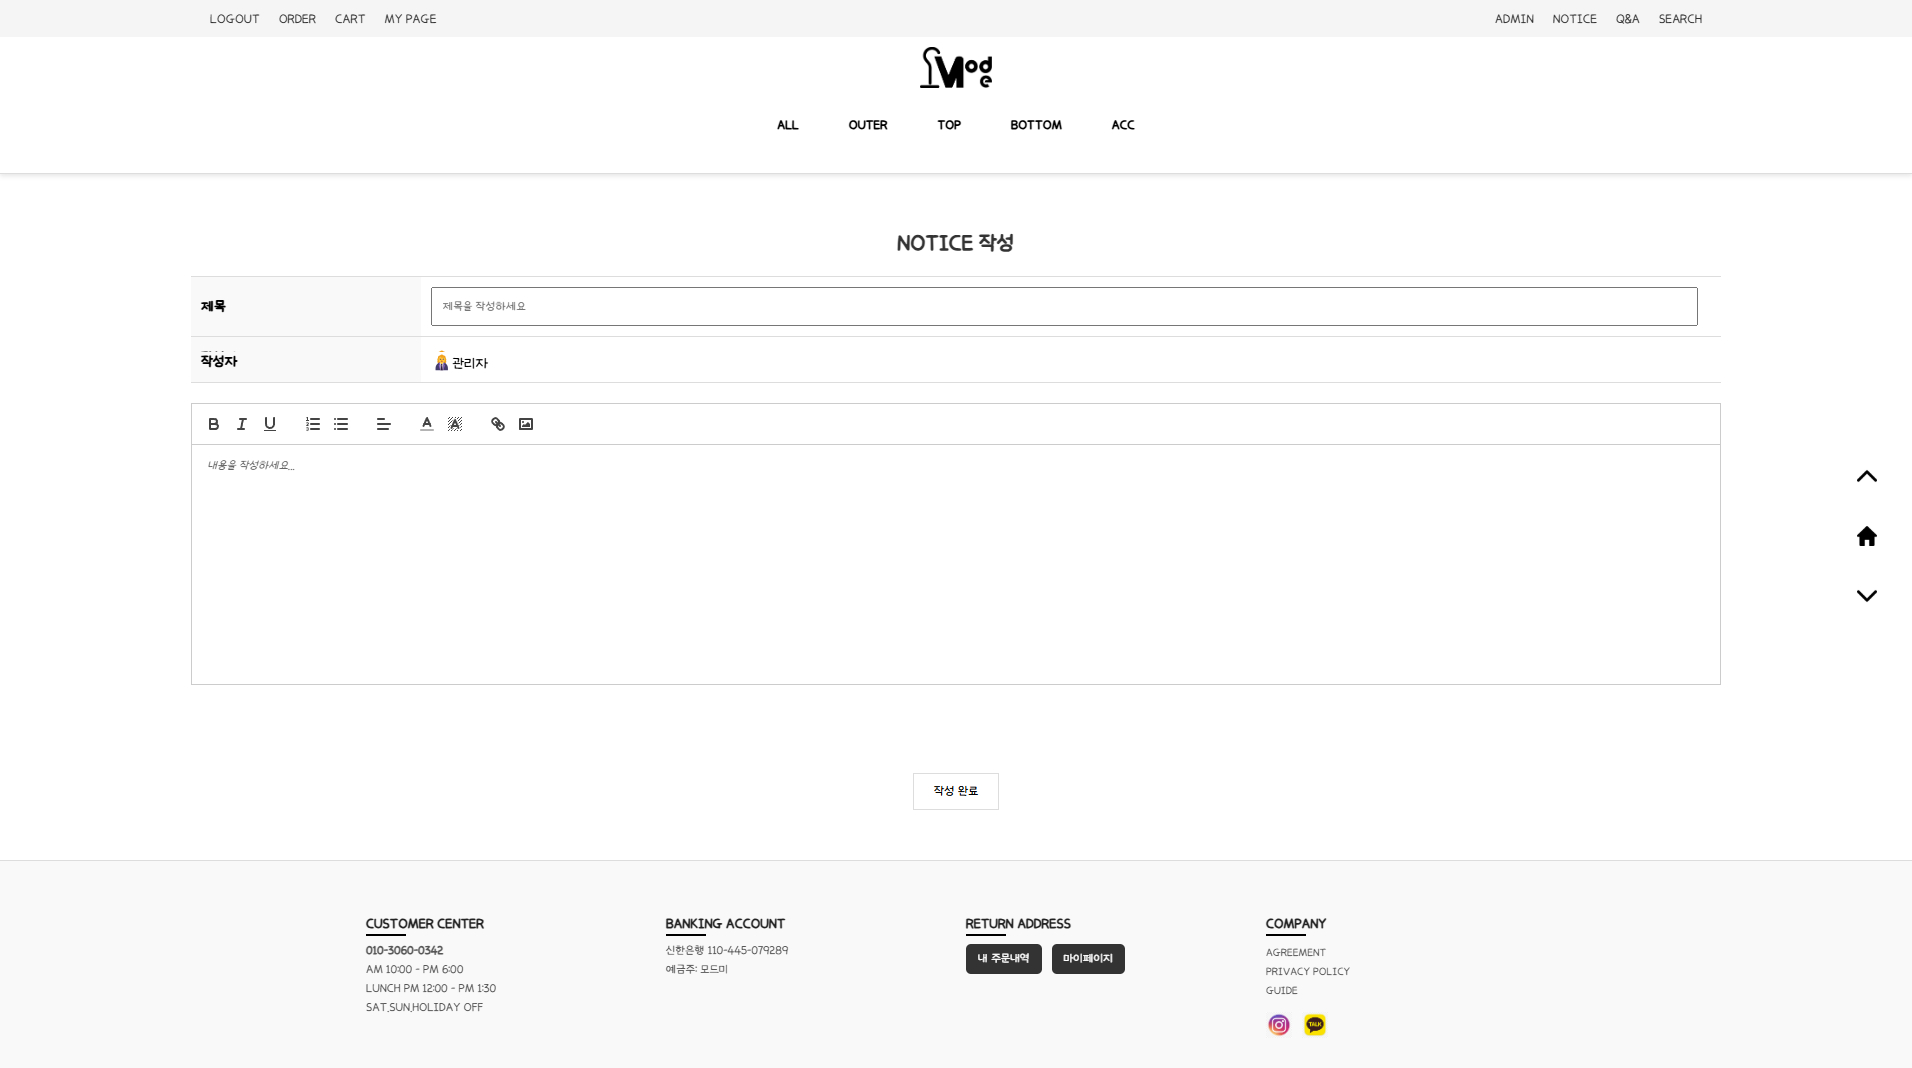 LOGOUT ORDER CART MY PAGE ADMIN NOTICE Q&A SEARCH
Mode
ALL OUTER TOP BOTTOM ACC
NOTICE 작성
제목 제목을 작성하세요
작성자 관리자
내용을 작성하세요...
작성 완료
CUSTOMER CENTER
010-3060-0342
AM 10:00 - PM 6:00
LUNCH PM 12:00 - PM 1:30
SAT,SUN,HOLIDAY OFF
BANKING ACCOUNT
신한은행 110-445-079289
예금주: 모드미
RETURN ADDRESS
내 주문내역 마이페이지
COMPANY
AGREEMENT
PRIVACY POLICY
GUIDE
TALK